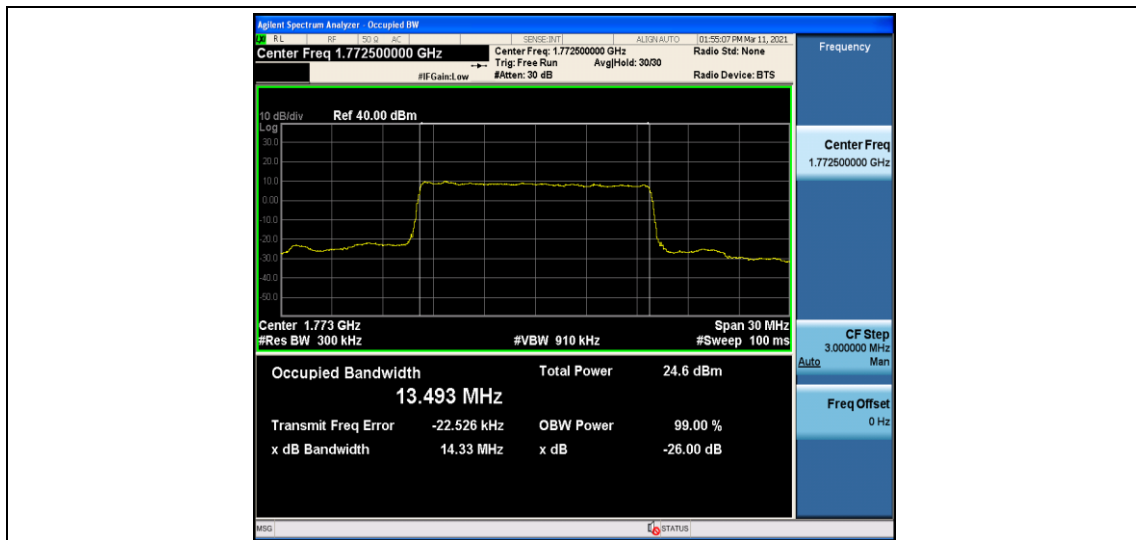 Agilent Spectrum Analyzer - Occupied BW
RL RF 50 Ω AC SENSE:INT ALIGN AUTO 01:55:07 PM Mar 11, 2021
Center Freq 1.772500000 GHz
Center Freq: 1.772500000 GHz Radio Std: None
Trig: Free Run Avg|Hold: 30/30
#IFGain:Low #Atten: 30 dB Radio Device: BTS
10 dB/div Ref 40.00 dBm
Log
30.0
20.0
10.0
0.00
-10.0
-20.0
-30.0
-40.0
-50.0
Center 1.773 GHz Span 30 MHz
#Res BW 300 kHz #VBW 910 kHz #Sweep 100 ms
Occupied Bandwidth Total Power 24.6 dBm
13.493 MHz
Transmit Freq Error -22.526 kHz OBW Power 99.00 %
x dB Bandwidth 14.33 MHz x dB -26.00 dB
MSG STATUS
Frequency
Center Freq
1.772500000 GHz
CF Step
3.000000 MHz
Auto Man
Freq Offset
0 Hz